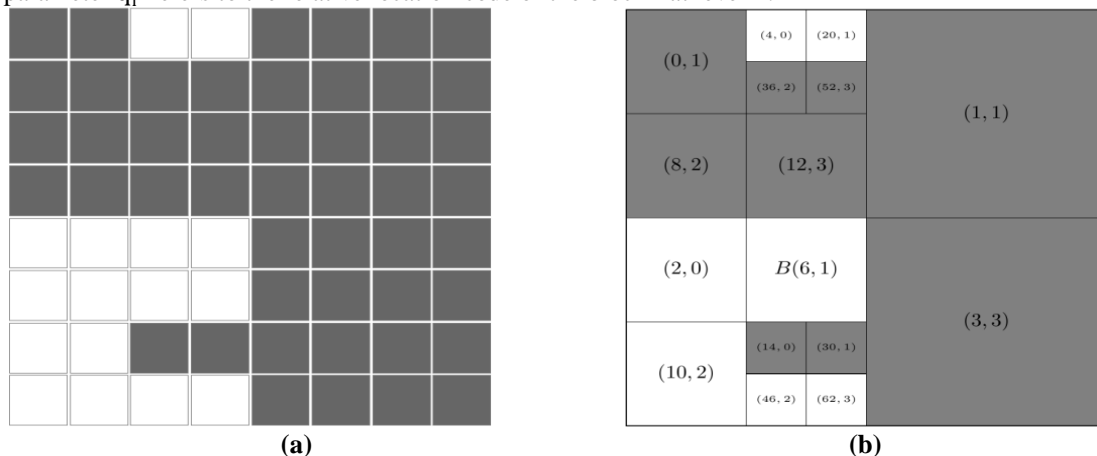 (4, 0) (20, 1)
(0, 1)
(36, 2) (52, 3)
(1, 1)
(8, 2) (12, 3)
(2, 0) B(6, 1)
(3, 3)
(14, 0) (30, 1)
(10, 2)
(46, 2) (62, 3)
(a) (b)